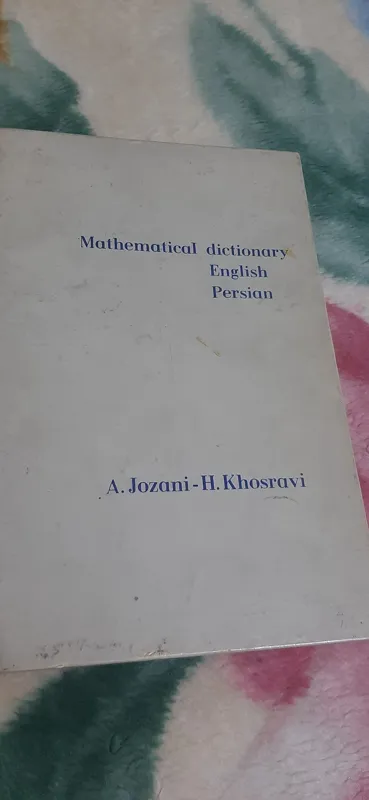 Mathematical dictionary
English
Persian
A. Jozani - H. Khosravi